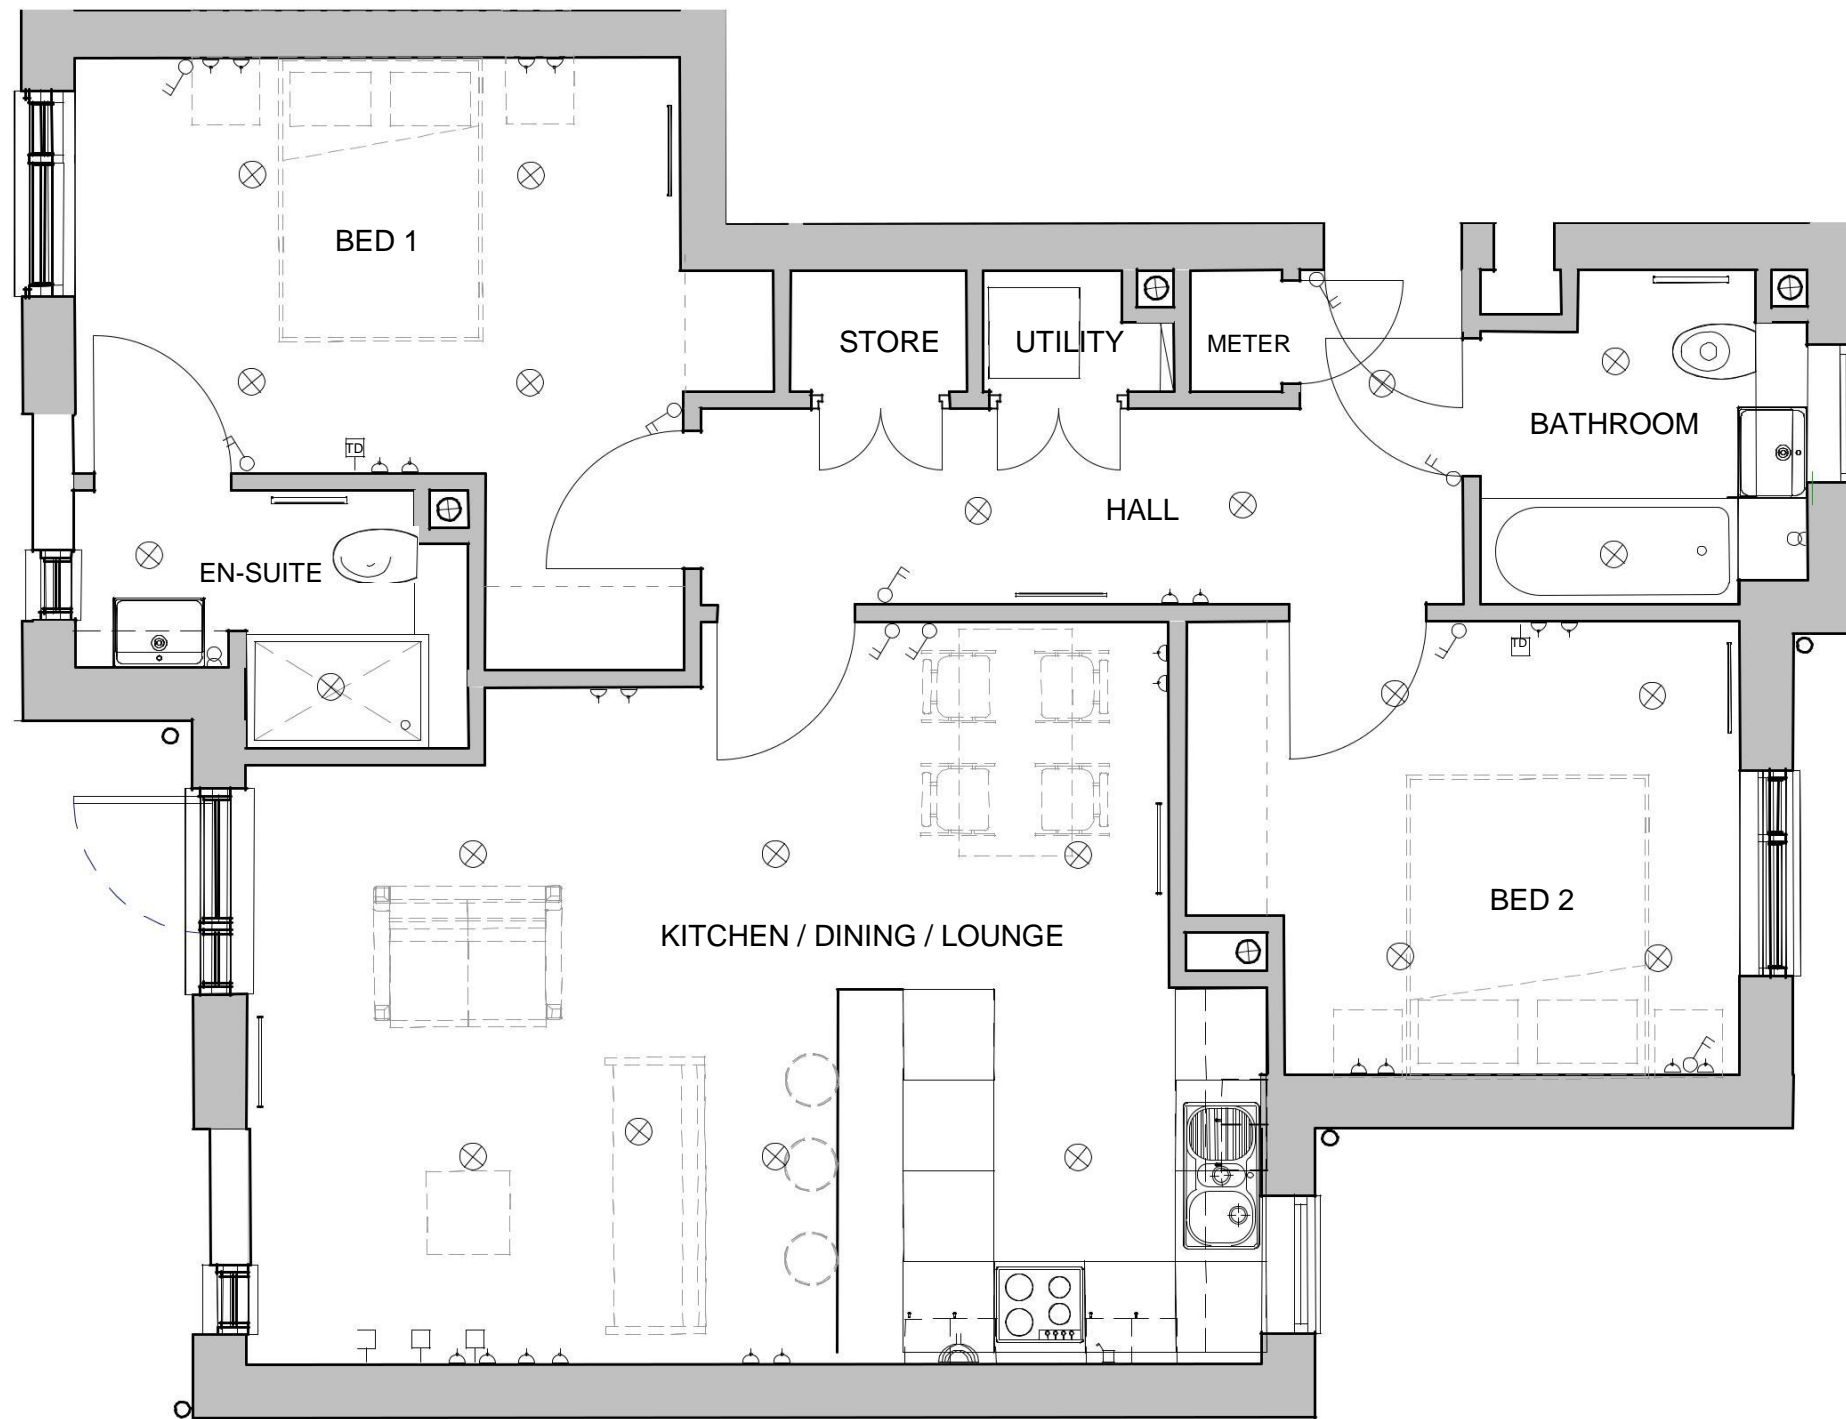 BED 1
STORE
UTILITY
METER
BATHROOM
TD
HALL
EN-SUITE
TD
BED 2
KITCHEN / DINING / LOUNGE